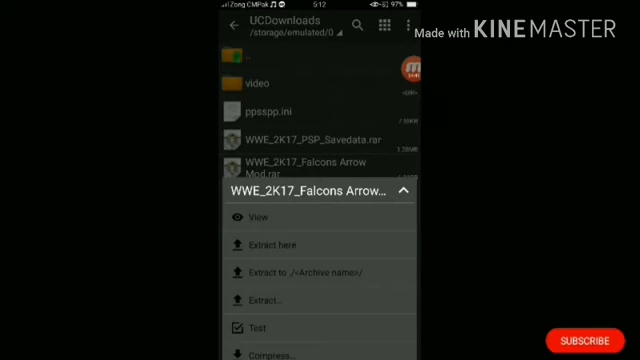 Zong CMPak
5:12
97%
UCDownloads
/storage/emulated/0
Made with KINEMASTER
..
video
<DIR>
ppsspp.ini
WWE_2K17_PSP_Savedata.rar
WWE_2K17_Falcons Arrow
Mod.rar
WWE_2K17_Falcons Arrow...
View
Extract here
Extract to ./<Archive name>/
Extract…
Test
Compress...
SUBSCRIBE